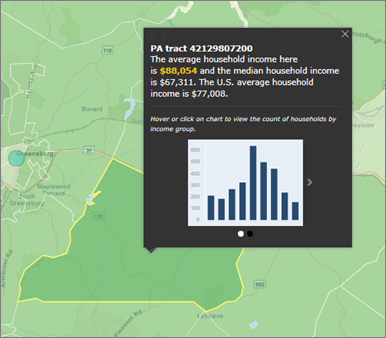 PA tract 42129807200
The average household income here
is $88,054 and the median household income
is $67,311. The U.S. average household
income is $77,008.
Hover or click on chart to view the count of households by
income group.
600
500
400
300
200
100
0
Bovard
Greensburg
30
Maplewood
Terrace
South
Greensburg
130
982